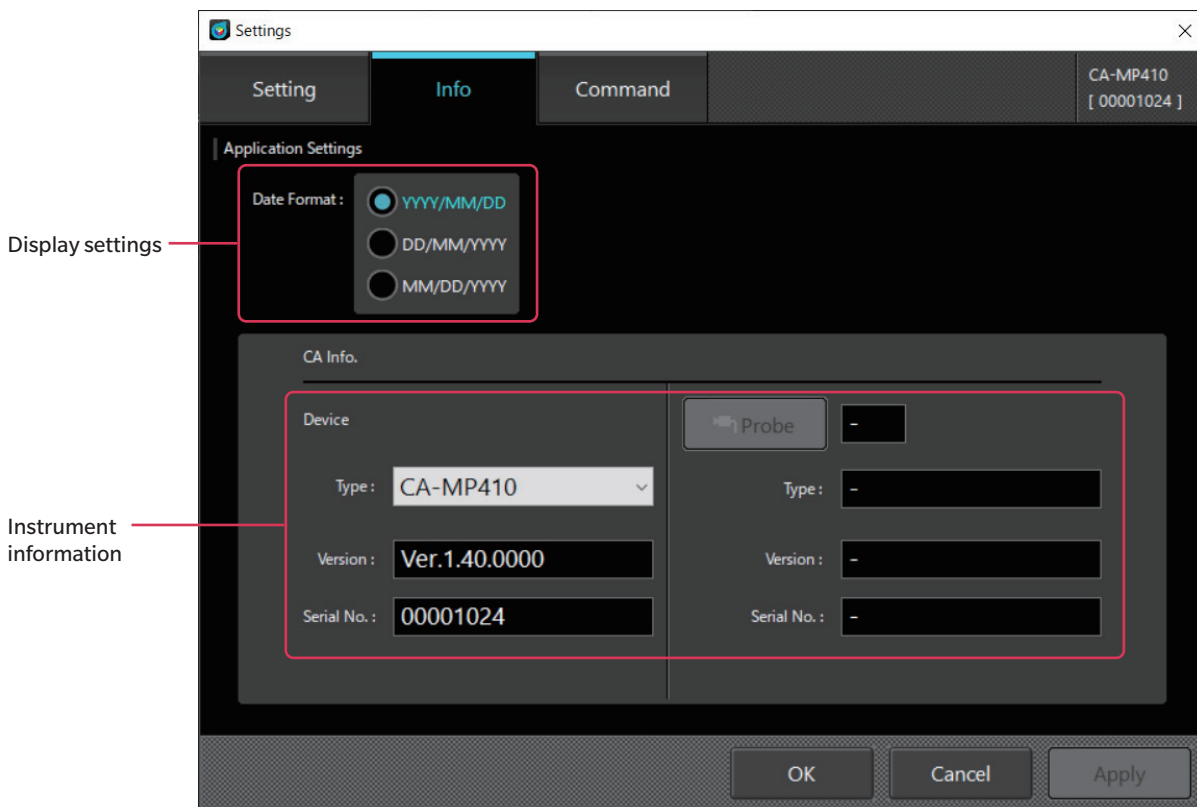 Settings
Setting
Info
Command
CA-MP410
[ 00001024 ]
Application Settings
Date Format :
YYYY/MM/DD
DD/MM/YYYY
MM/DD/YYYY
Display settings
CA Info.
Device
Probe
-
Type :
CA-MP410
Type :
-
Instrument
information
Version :
Ver.1.40.0000
Version :
-
Serial No. :
00001024
Serial No. :
-
OK
Cancel
Apply